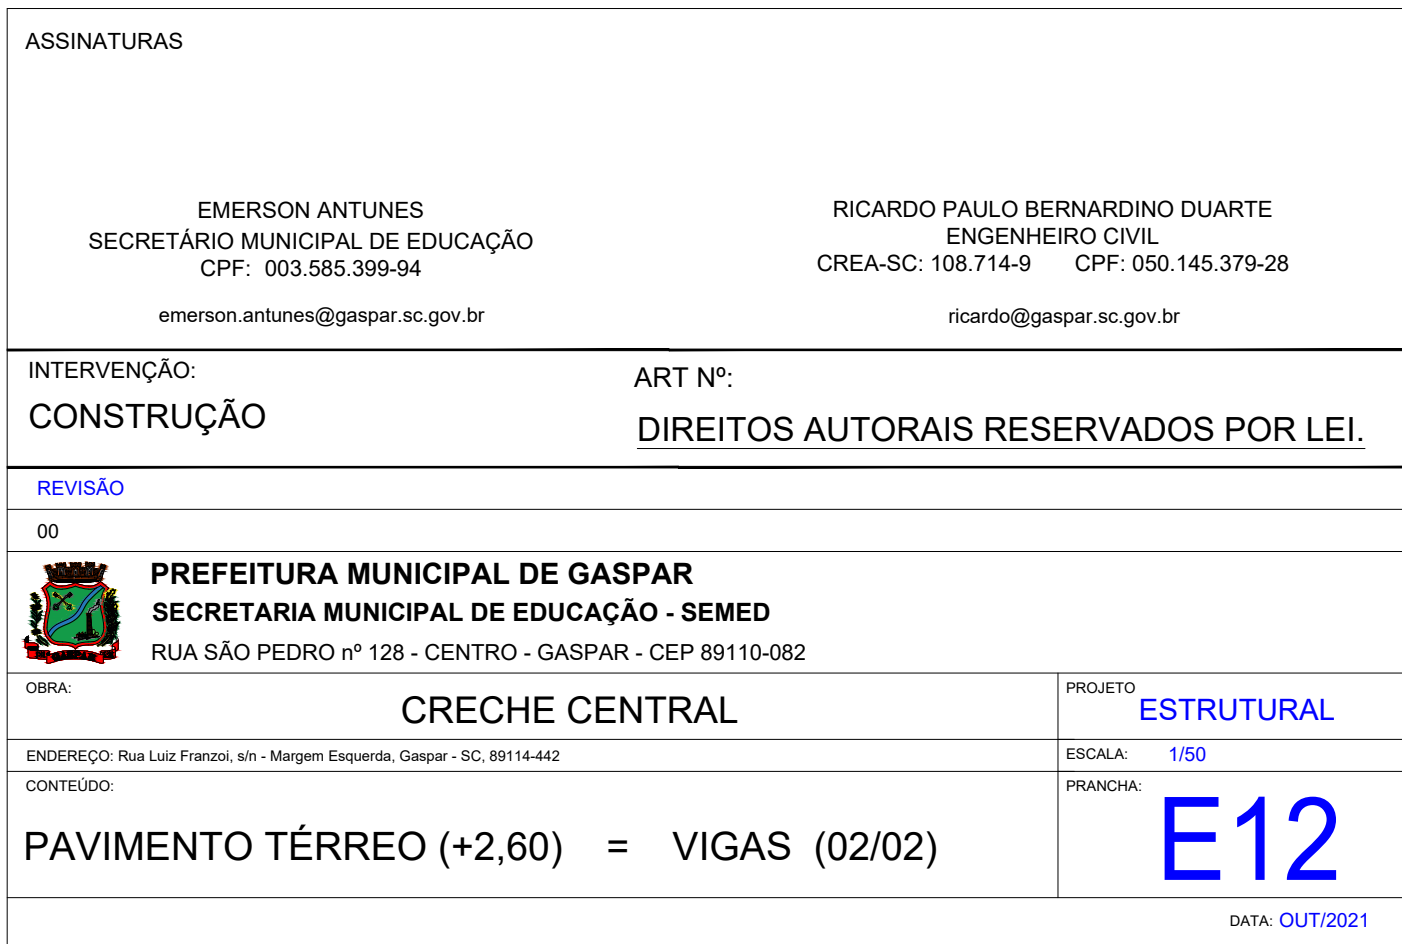 ASSINATURAS
EMERSON ANTUNES
SECRETÁRIO MUNICIPAL DE EDUCAÇÃO
CPF: 003.585.399-94
emerson.antunes@gaspar.sc.gov.br
RICARDO PAULO BERNARDINO DUARTE
ENGENHEIRO CIVIL
CREA-SC: 108.714-9 CPF: 050.145.379-28
ricardo@gaspar.sc.gov.br
INTERVENÇÃO:
CONSTRUÇÃO
ART Nº:
DIREITOS AUTORAIS RESERVADOS POR LEI.
REVISÃO
00
PREFEITURA MUNICIPAL DE GASPAR
SECRETARIA MUNICIPAL DE EDUCAÇÃO - SEMED
RUA SÃO PEDRO nº 128 - CENTRO - GASPAR - CEP 89110-082
OBRA:
CRECHE CENTRAL
PROJETO
ESTRUTURAL
ENDEREÇO: Rua Luiz Franzoi, s/n - Margem Esquerda, Gaspar - SC, 89114-442
ESCALA: 1/50
CONTEÚDO:
PAVIMENTO TÉRREO (+2,60) = VIGAS (02/02)
PRANCHA:
E12
DATA: OUT/2021